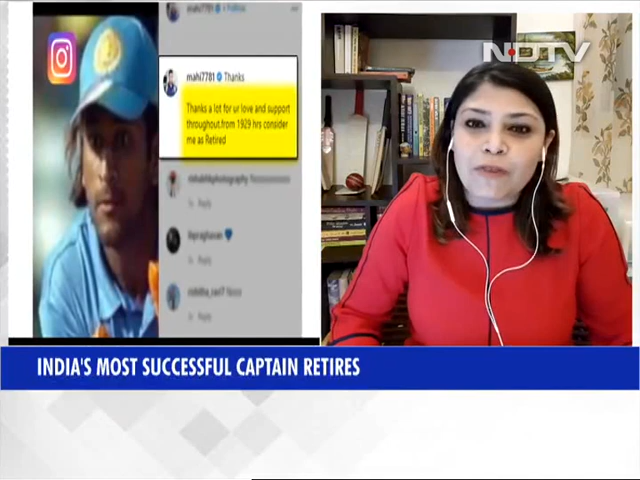 mahi7781
NDTV
mahi7781 Thanks
Thanks a lot for ur love and support
throughout.from 1929 hrs consider
me as Retired
Reply
Reply
Reply
INDIA'S MOST SUCCESSFUL CAPTAIN RETIRES